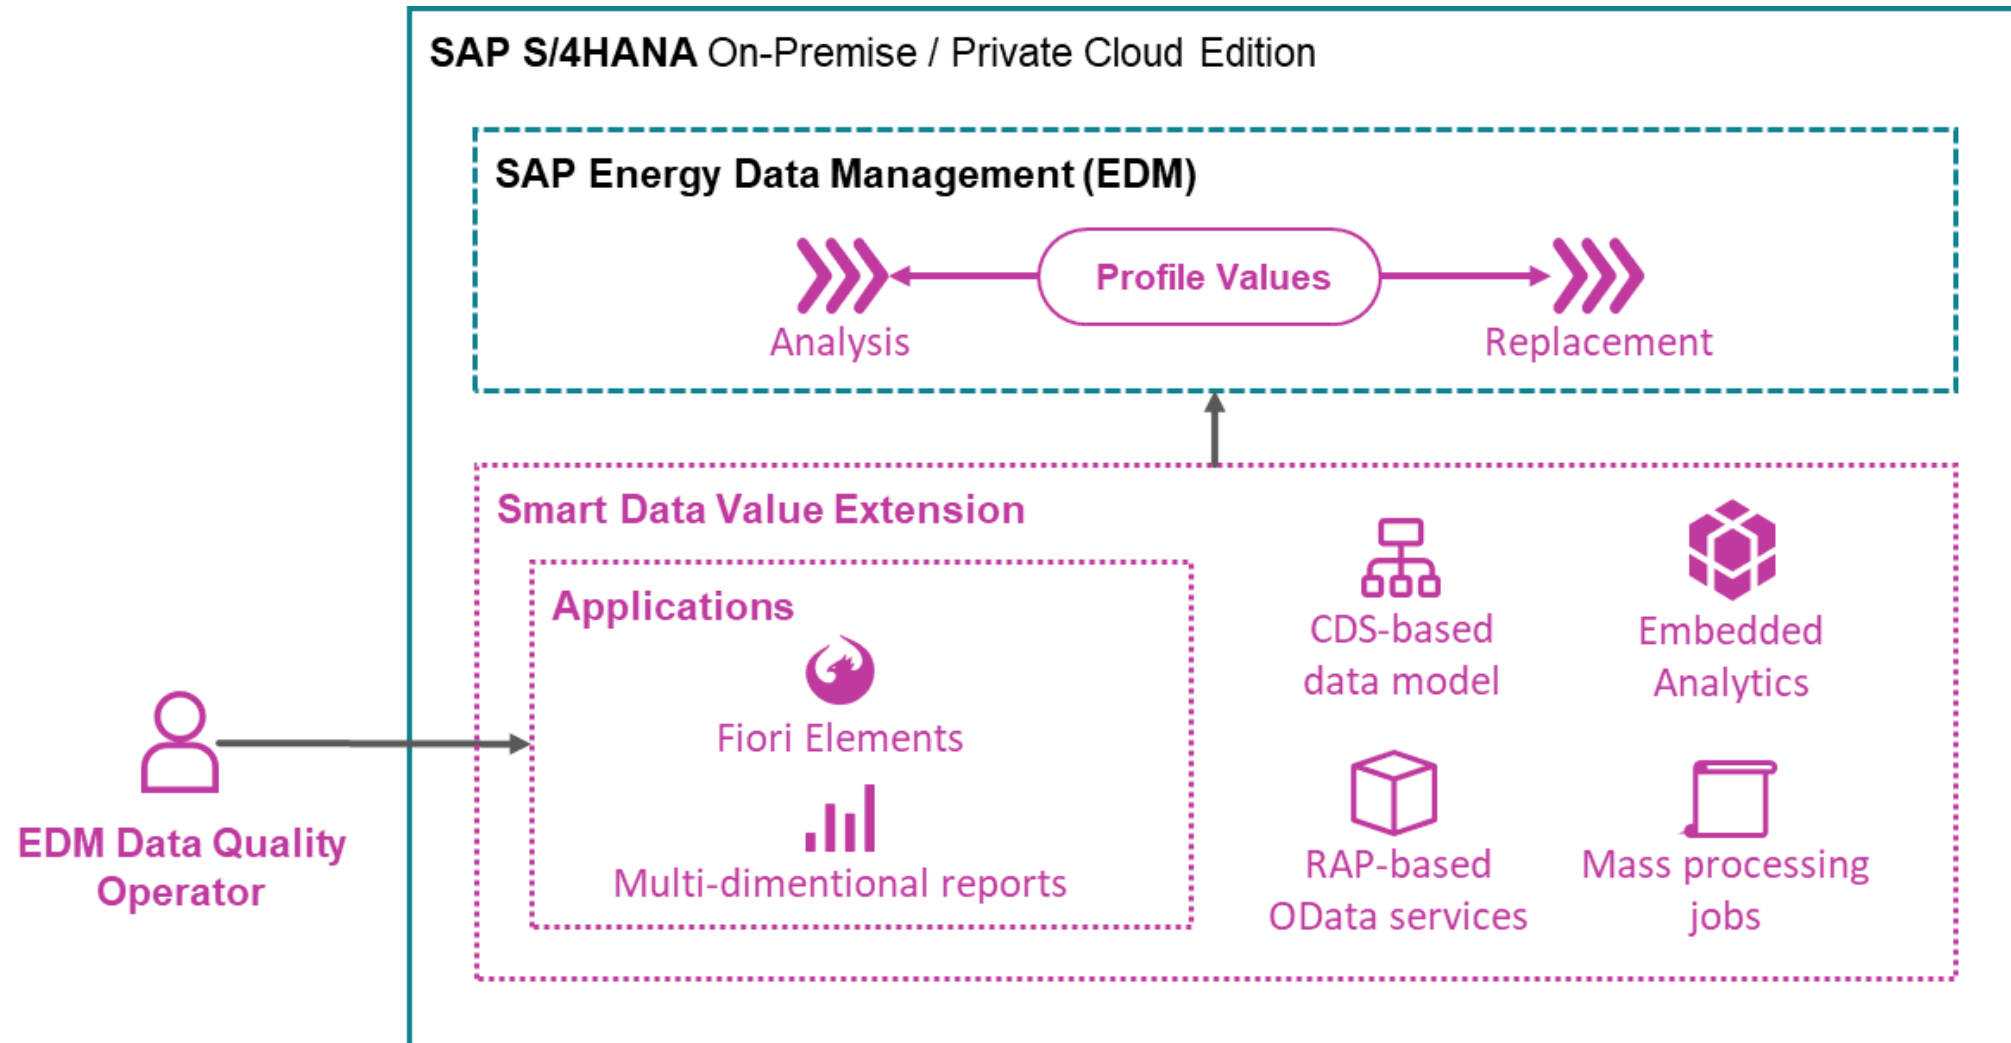 SAP S/4HANA On-Premise / Private Cloud Edition
SAP Energy Data Management (EDM)
Profile Values
Analysis
Replacement
Smart Data Value Extension
Applications
Fiori Elements
Multi-dimentional reports
CDS-based
data model
Embedded
Analytics
RAP-based
OData services
Mass processing
jobs
EDM Data Quality
Operator